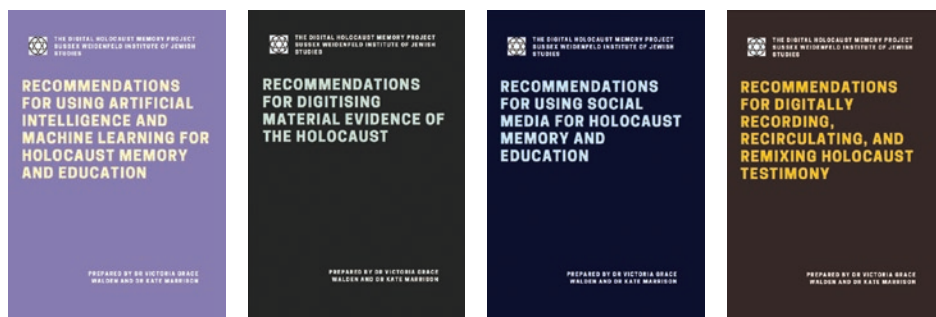 THE DIGITAL HOLOCAUST MEMORY PROJECT
SUSSEX WEIDENFELD INSTITUTE OF JEWISH
STUDIES
RECOMMENDATIONS
FOR USING ARTIFICIAL
INTELLIGENCE AND
MACHINE LEARNING FOR
HOLOCAUST MEMORY
AND EDUCATION
PREPARED BY DR VICTORIA GRACE
WALDEN AND DR KATE MARRISON
THE DIGITAL HOLOCAUST MEMORY PROJECT
SUSSEX WEIDENFELD INSTITUTE OF JEWISH
STUDIES
RECOMMENDATIONS
FOR DIGITISING
MATERIAL EVIDENCE OF
THE HOLOCAUST
PREPARED BY DR VICTORIA GRACE
WALDEN AND DR KATE MARRISON
THE DIGITAL HOLOCAUST MEMORY PROJECT
SUSSEX WEIDENFELD INSTITUTE OF JEWISH
STUDIES
RECOMMENDATIONS
FOR USING SOCIAL
MEDIA FOR HOLOCAUST
MEMORY AND
EDUCATION
PREPARED BY DR VICTORIA GRACE
WALDEN AND DR KATE MARRISON
THE DIGITAL HOLOCAUST MEMORY PROJECT
SUSSEX WEIDENFELD INSTITUTE OF JEWISH
STUDIES
RECOMMENDATIONS
FOR DIGITALLY
RECORDING,
RECIRCULATING, AND
REMIXING HOLOCAUST
TESTIMONY
PREPARED BY DR VICTORIA GRACE
WALDEN AND DR KATE MARRISON